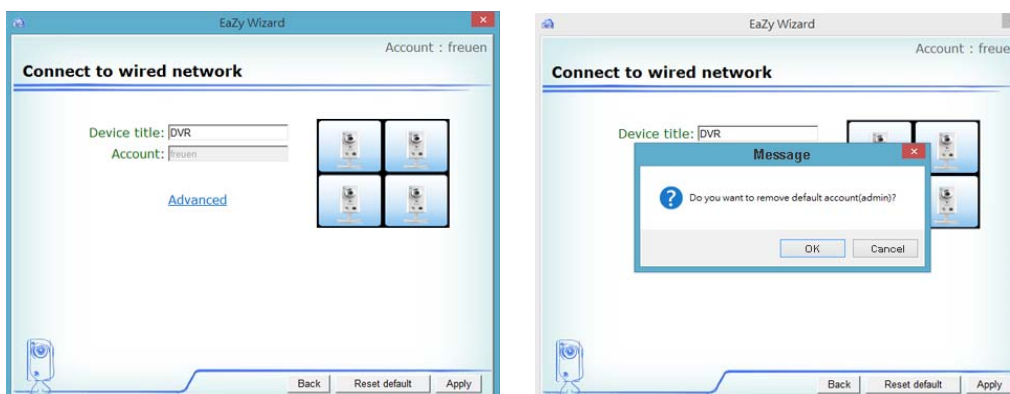 EaZy Wizard
Account : freuen
Connect to wired network
Device title: DVR
Account: freuen
Advanced
Back
Reset default
Apply
EaZy Wizard
Account : freue
Connect to wired network
Device title: DVR
Message
Do you want to remove default account(admin)?
OK
Cancel
Back
Reset default
Apply